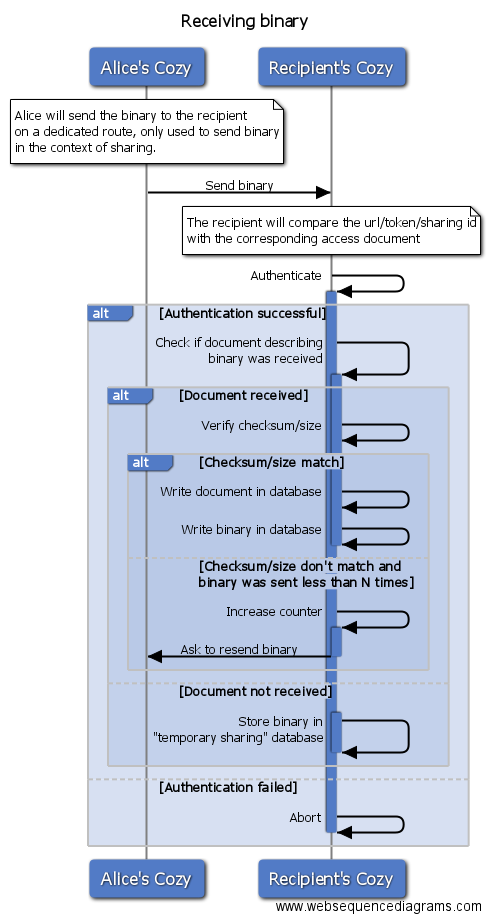 Receiving binary
Alice's Cozy
Recipient's Cozy
Alice will send the binary to the recipient
on a dedicated route, only used to send binary
in the context of sharing.
Send binary
The recipient will compare the url/token/sharing id
with the corresponding access document
Authenticate
alt
[Authentication successful]
Check if document describing
binary was received
alt
[Document received]
Verify checksum/size
alt
[Checksum/size match]
Write document in database
Write binary in database
[Checksum/size don't match and
binary was sent less than N times]
Increase counter
Ask to resend binary
[Document not received]
Store binary in
"temporary sharing" database
[Authentication failed]
Abort
Alice's Cozy
Recipient's Cozy
www.websequencediagrams.com